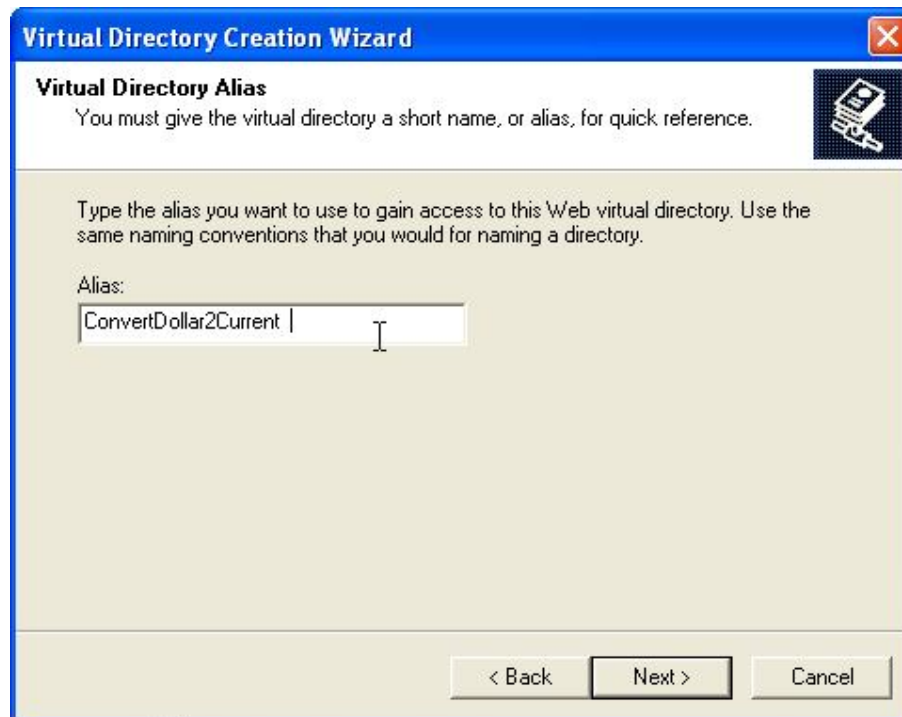 Virtual Directory Creation Wizard
Virtual Directory Alias
You must give the virtual directory a short name, or alias, for quick reference.
Type the alias you want to use to gain access to this Web virtual directory. Use the
same naming conventions that you would for naming a directory.
Alias:
ConvertDollar2Current
< Back Next > Cancel